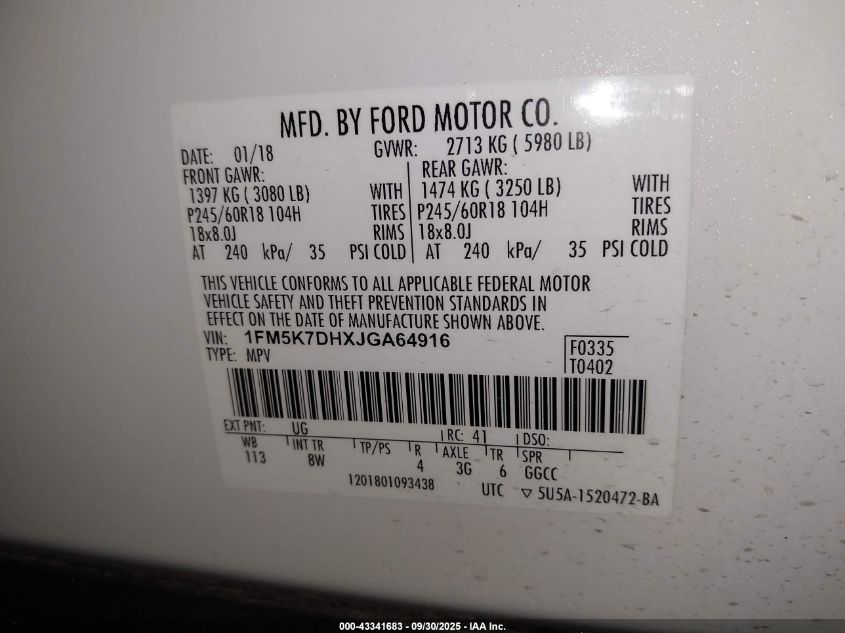 MFD. BY FORD MOTOR CO.
DATE: 01/18 GVWR: 2713 KG ( 5980 LB)
FRONT GAWR: REAR GAWR:
1397 KG ( 3080 LB) WITH 1474 KG ( 3250 LB) WITH
P245/60R18 104H TIRES P245/60R18 104H TIRES
18x8.0J RIMS 18x8.0J RIMS
AT 240 kPa/ 35 PSI COLD AT 240 kPa/ 35 PSI COLD
THIS VEHICLE CONFORMS TO ALL APPLICABLE FEDERAL MOTOR
VEHICLE SAFETY AND THEFT PREVENTION STANDARDS IN
EFFECT ON THE DATE OF MANUFACTURE SHOWN ABOVE.
VIN: 1FM5K7DHXJGA64916
TYPE: MPV
F0335
T0402
EXT PNT: UG RC: 41 DSO:
WB INT TR TP/PS R AXLE TR SPR
113 8W 4 3G 6 GGCC
1201801093438 UTC ▽ 5U5A-1520472-BA
000-43341683 - 09/30/2025 - IAA Inc.